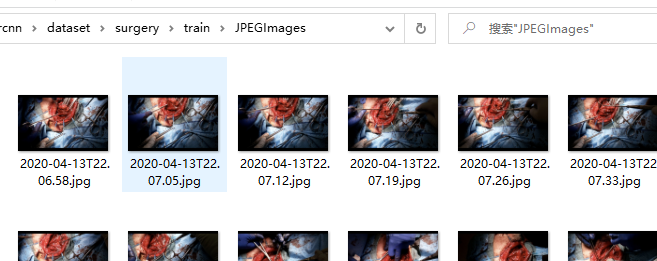 rcnn > dataset > surgery > train > JPEGImages
搜索"JPEGImages"
2020-04-13T22.
06.58.jpg
2020-04-13T22.
07.05.jpg
2020-04-13T22.
07.12.jpg
2020-04-13T22.
07.19.jpg
2020-04-13T22.
07.26.jpg
2020-04-13T22.
07.33.jpg